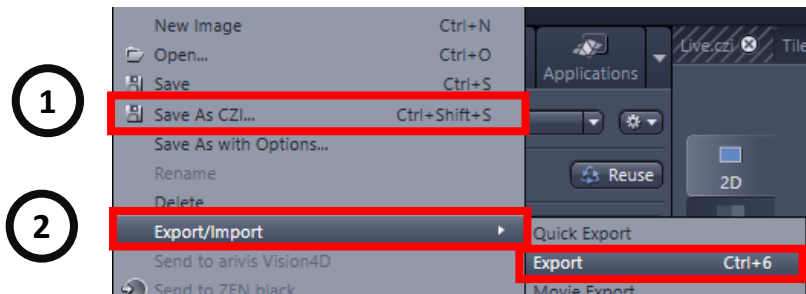 New Image Ctrl+N
Open... Ctrl+O
Save Ctrl+S
1
Save As CZI... Ctrl+Shift+S
Save As with Options...
Rename
Delete
2
Export/Import
Send to arivis Vision4D
Send to ZEN black
Applications
Live.czi
Tile
Reuse
2D
Quick Export
Export Ctrl+6
Movie Export